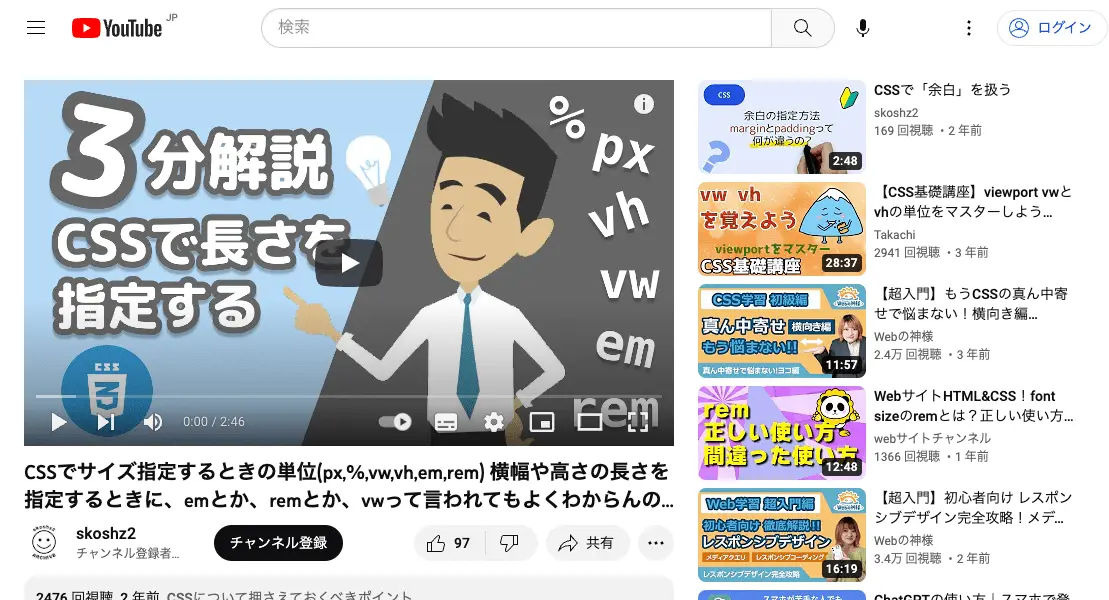 YouTube JP
検索
ログイン
3分解説
CSSで長さを
指定する
CSS
%
px
vh
vw
em
rem
0:00 / 2:46
CSSでサイズ指定するときの単位(px,%,vw,vh,em,rem) 横幅や高さの長さを
指定するときに、emとか、remとか、vwって言われてもよくわからんの...
skoshz2
チャンネル登録者...
チャンネル登録
97
共有
2476 回視聴 2 年前 CSSについて押さえておくべきポイント
CSS
余白の指定方法
marginとpaddingって
何が違うの?
2:48
CSSで「余白」を扱う
skoshz2
169 回視聴 ・2 年前
vw vh
を覚えよう
viewportをマスター
CSS基礎講座
28:37
【CSS基礎講座】viewport vwと
vhの単位をマスターしよう...
Takachi
2941 回視聴 ・3 年前
CSS学習 初級編
真ん中寄せ 横向き編
もう悩まない!!
真ん中寄せで悩まない!ヨコ編
11:57
【超入門】もうCSSの真ん中寄
せで悩まない！横向き編...
Webの神様
2.4万 回視聴 ・3 年前
rem
正しい使い方
間違った使い方
12:48
WebサイトHTML&CSS！font
sizeのremとは？正しい使い方...
webサイトチャンネル
1366 回視聴 ・1 年前
Web学習 超入門編
初心者向け 徹底解説!!
レスポンシブデザイン
メディアクエリ レスポンシブコーディング
レスポンシブデザイン完全攻略
16:19
【超入門】初心者向け レスポン
シブデザイン完全攻略！メデ...
Webの神様
3.4万 回視聴 ・2 年前
スマホが苦手な人でも
ChatGPTの使い方｜スマホで登